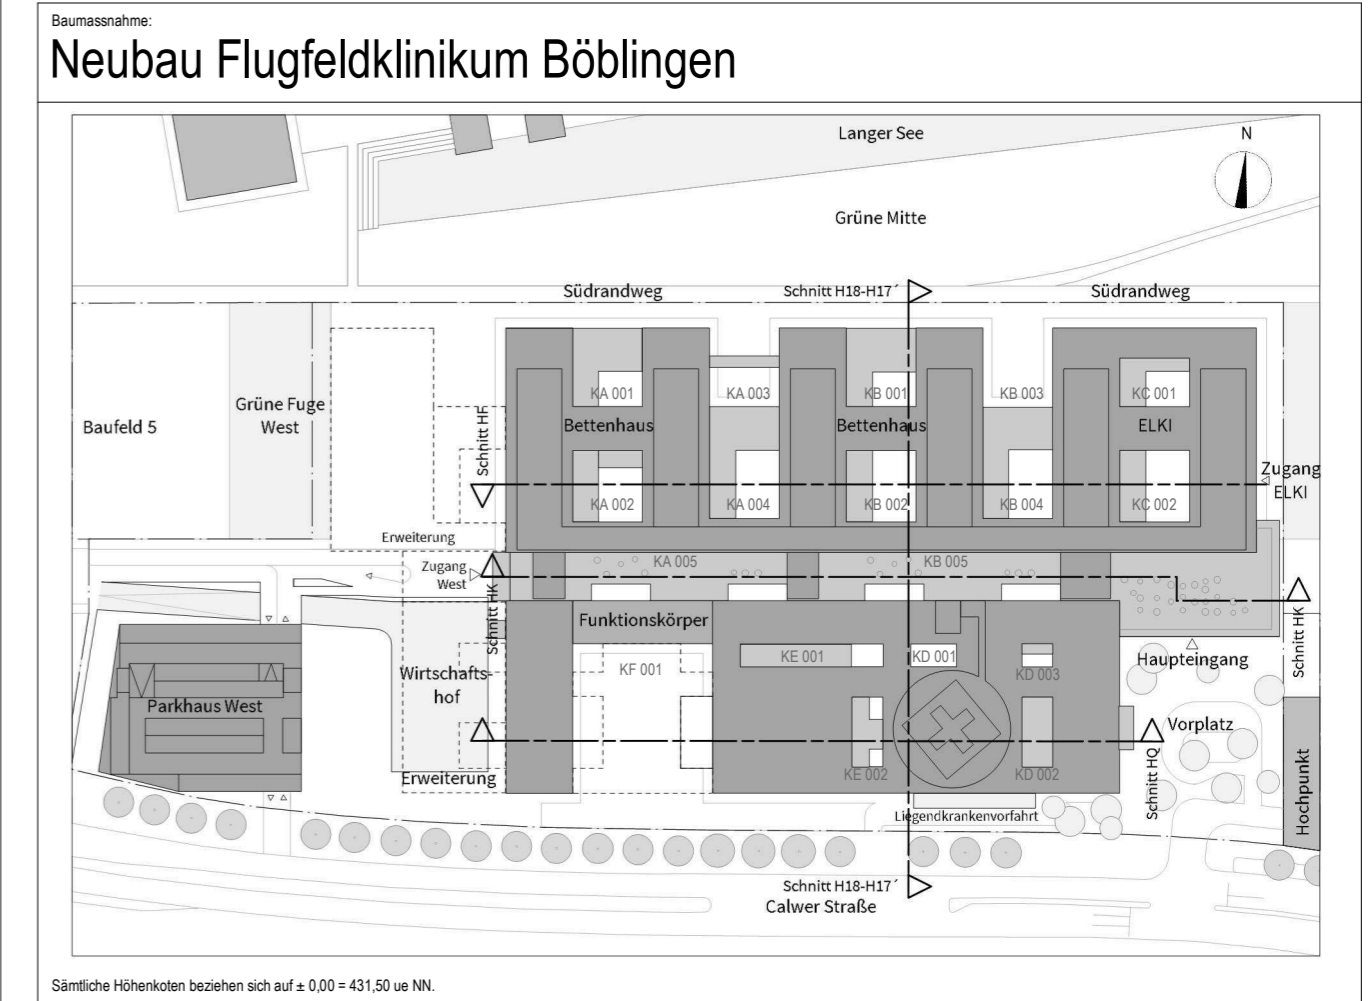 Baumassnahme:
Neubau Flugfeldklinikum Böblingen
Langer See
N
Grüne Mitte
Südrandweg
Schnitt H18-H17´
Südrandweg
Baufeld 5
Grüne Fuge
West
Schnitt HF
KA 001
KA 003
KB 001
KB 003
KC 001
Bettenhaus
Bettenhaus
ELKI
Zugang
ELKI
KA 002
KA 004
KB 002
KB 004
KC 002
Erweiterung
Zugang
West
KA 005
KB 005
Schnitt HK
Schnitt HK
Funktionskörper
KF 001
KE 001
KD 001
KD 003
Haupteingang
Wirtschafts-
hof
Parkhaus West
Vorplatz
Erweiterung
KE 002
KD 002
Schnitt HQ
Hochpunkt
Liegendkrankenvorfahrt
Schnitt H18-H17´
Calwer Straße
Sämtliche Höhenkoten beziehen sich auf ± 0,00 = 431,50 ue NN.